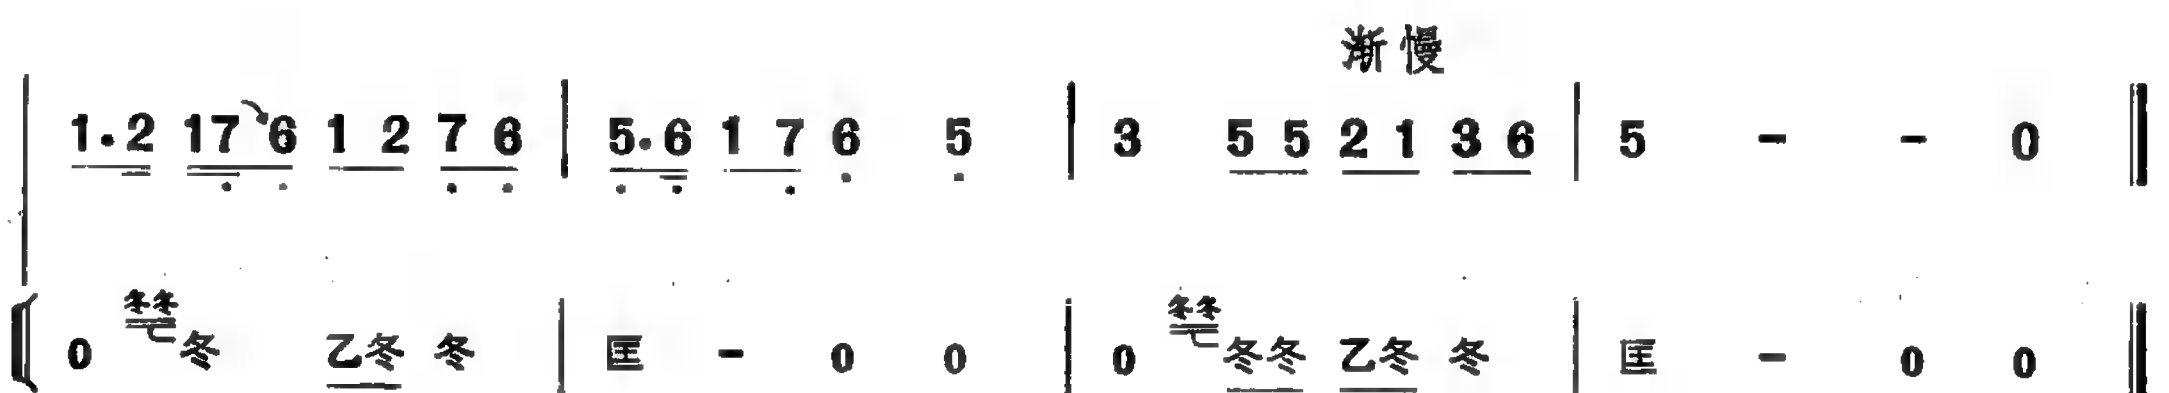 渐慢
1·2 17 6 1 2 7 6 | 5·6 1 7 6 5 | 3 5 5 2 1 3 6 | 5 - - 0
冬冬 冬冬
0 冬 乙冬 冬 | 匡 - 0 0 | 0 冬冬 乙冬 冬 | 匡 - 0 0